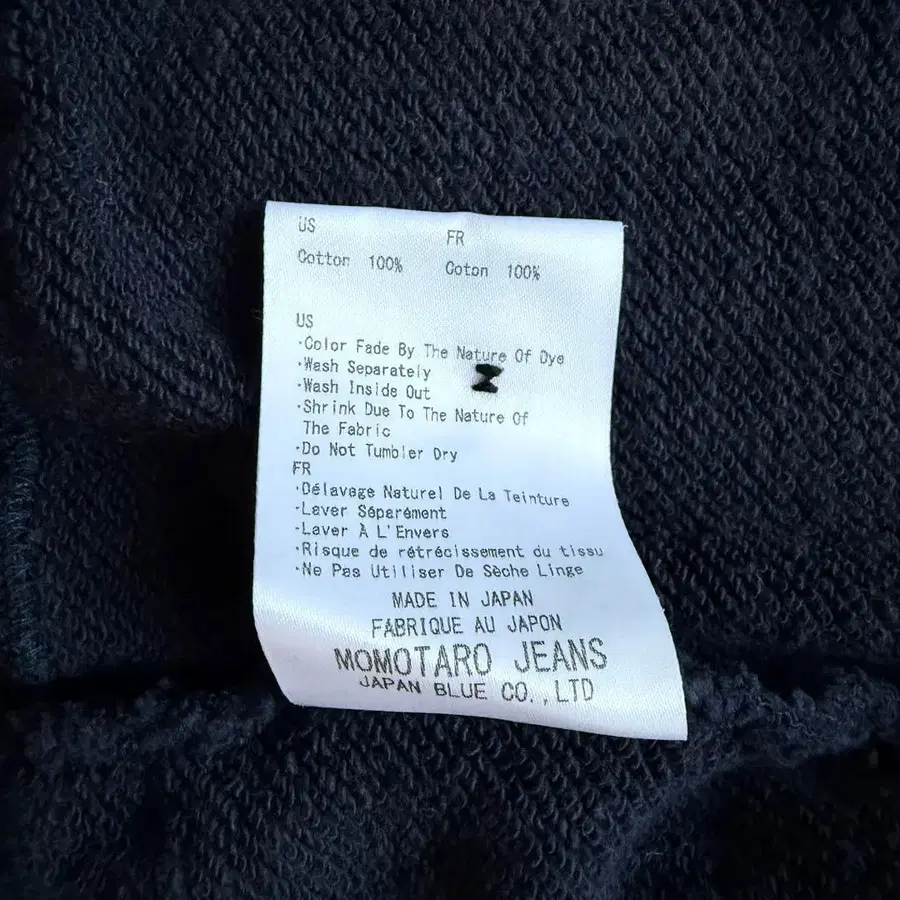 US FR
Cotton 100% Coton 100%
US
·Color Fade By The Nature Of Dye
·Wash Separately
·Wash Inside Out
·Shrink Due To The Nature Of
The Fabric
·Do Not Tumbler Dry
FR
·Délavage Naturel De La Teinture
·Laver Séparément
·Laver À L'Envers
·Risque de rétrécissement du tissu
·Ne Pas Utiliser De Sèche Linge
MADE IN JAPAN
FABRIQUE AU JAPON
MOMOTARO JEANS
JAPAN BLUE CO.,LTD